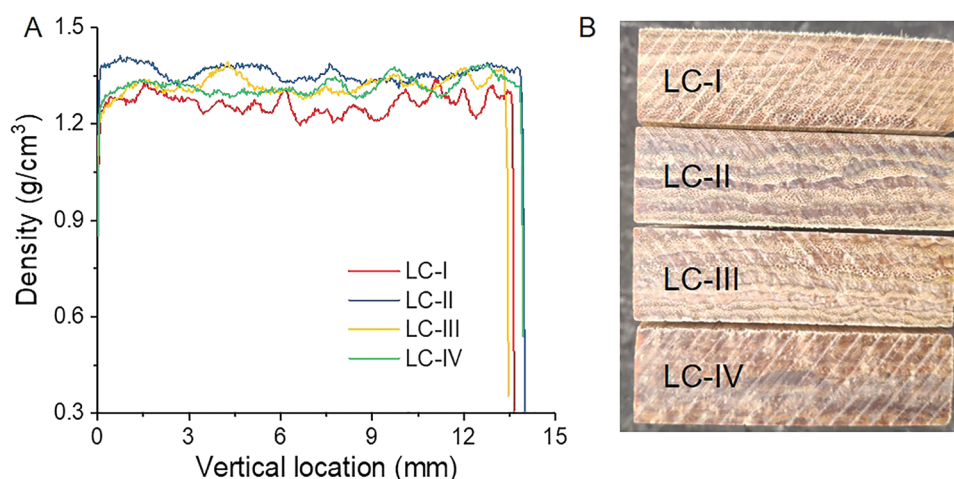 A
1.5
1.2
0.9
0.6
0.3
Density (g/cm³)
LC-I
LC-II
LC-III
LC-IV
0 3 6 9 12 15
Vertical location (mm)
B
LC-I
LC-II
LC-III
LC-IV